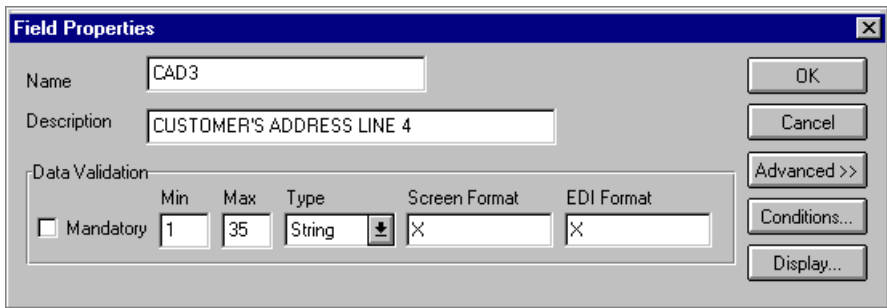 Field Properties
Name CAD3 OK
Description CUSTOMER'S ADDRESS LINE 4 Cancel
Data Validation Advanced >>
Min Max Type Screen Format EDI Format
Mandatory 1 35 String X X Conditions...
Display...